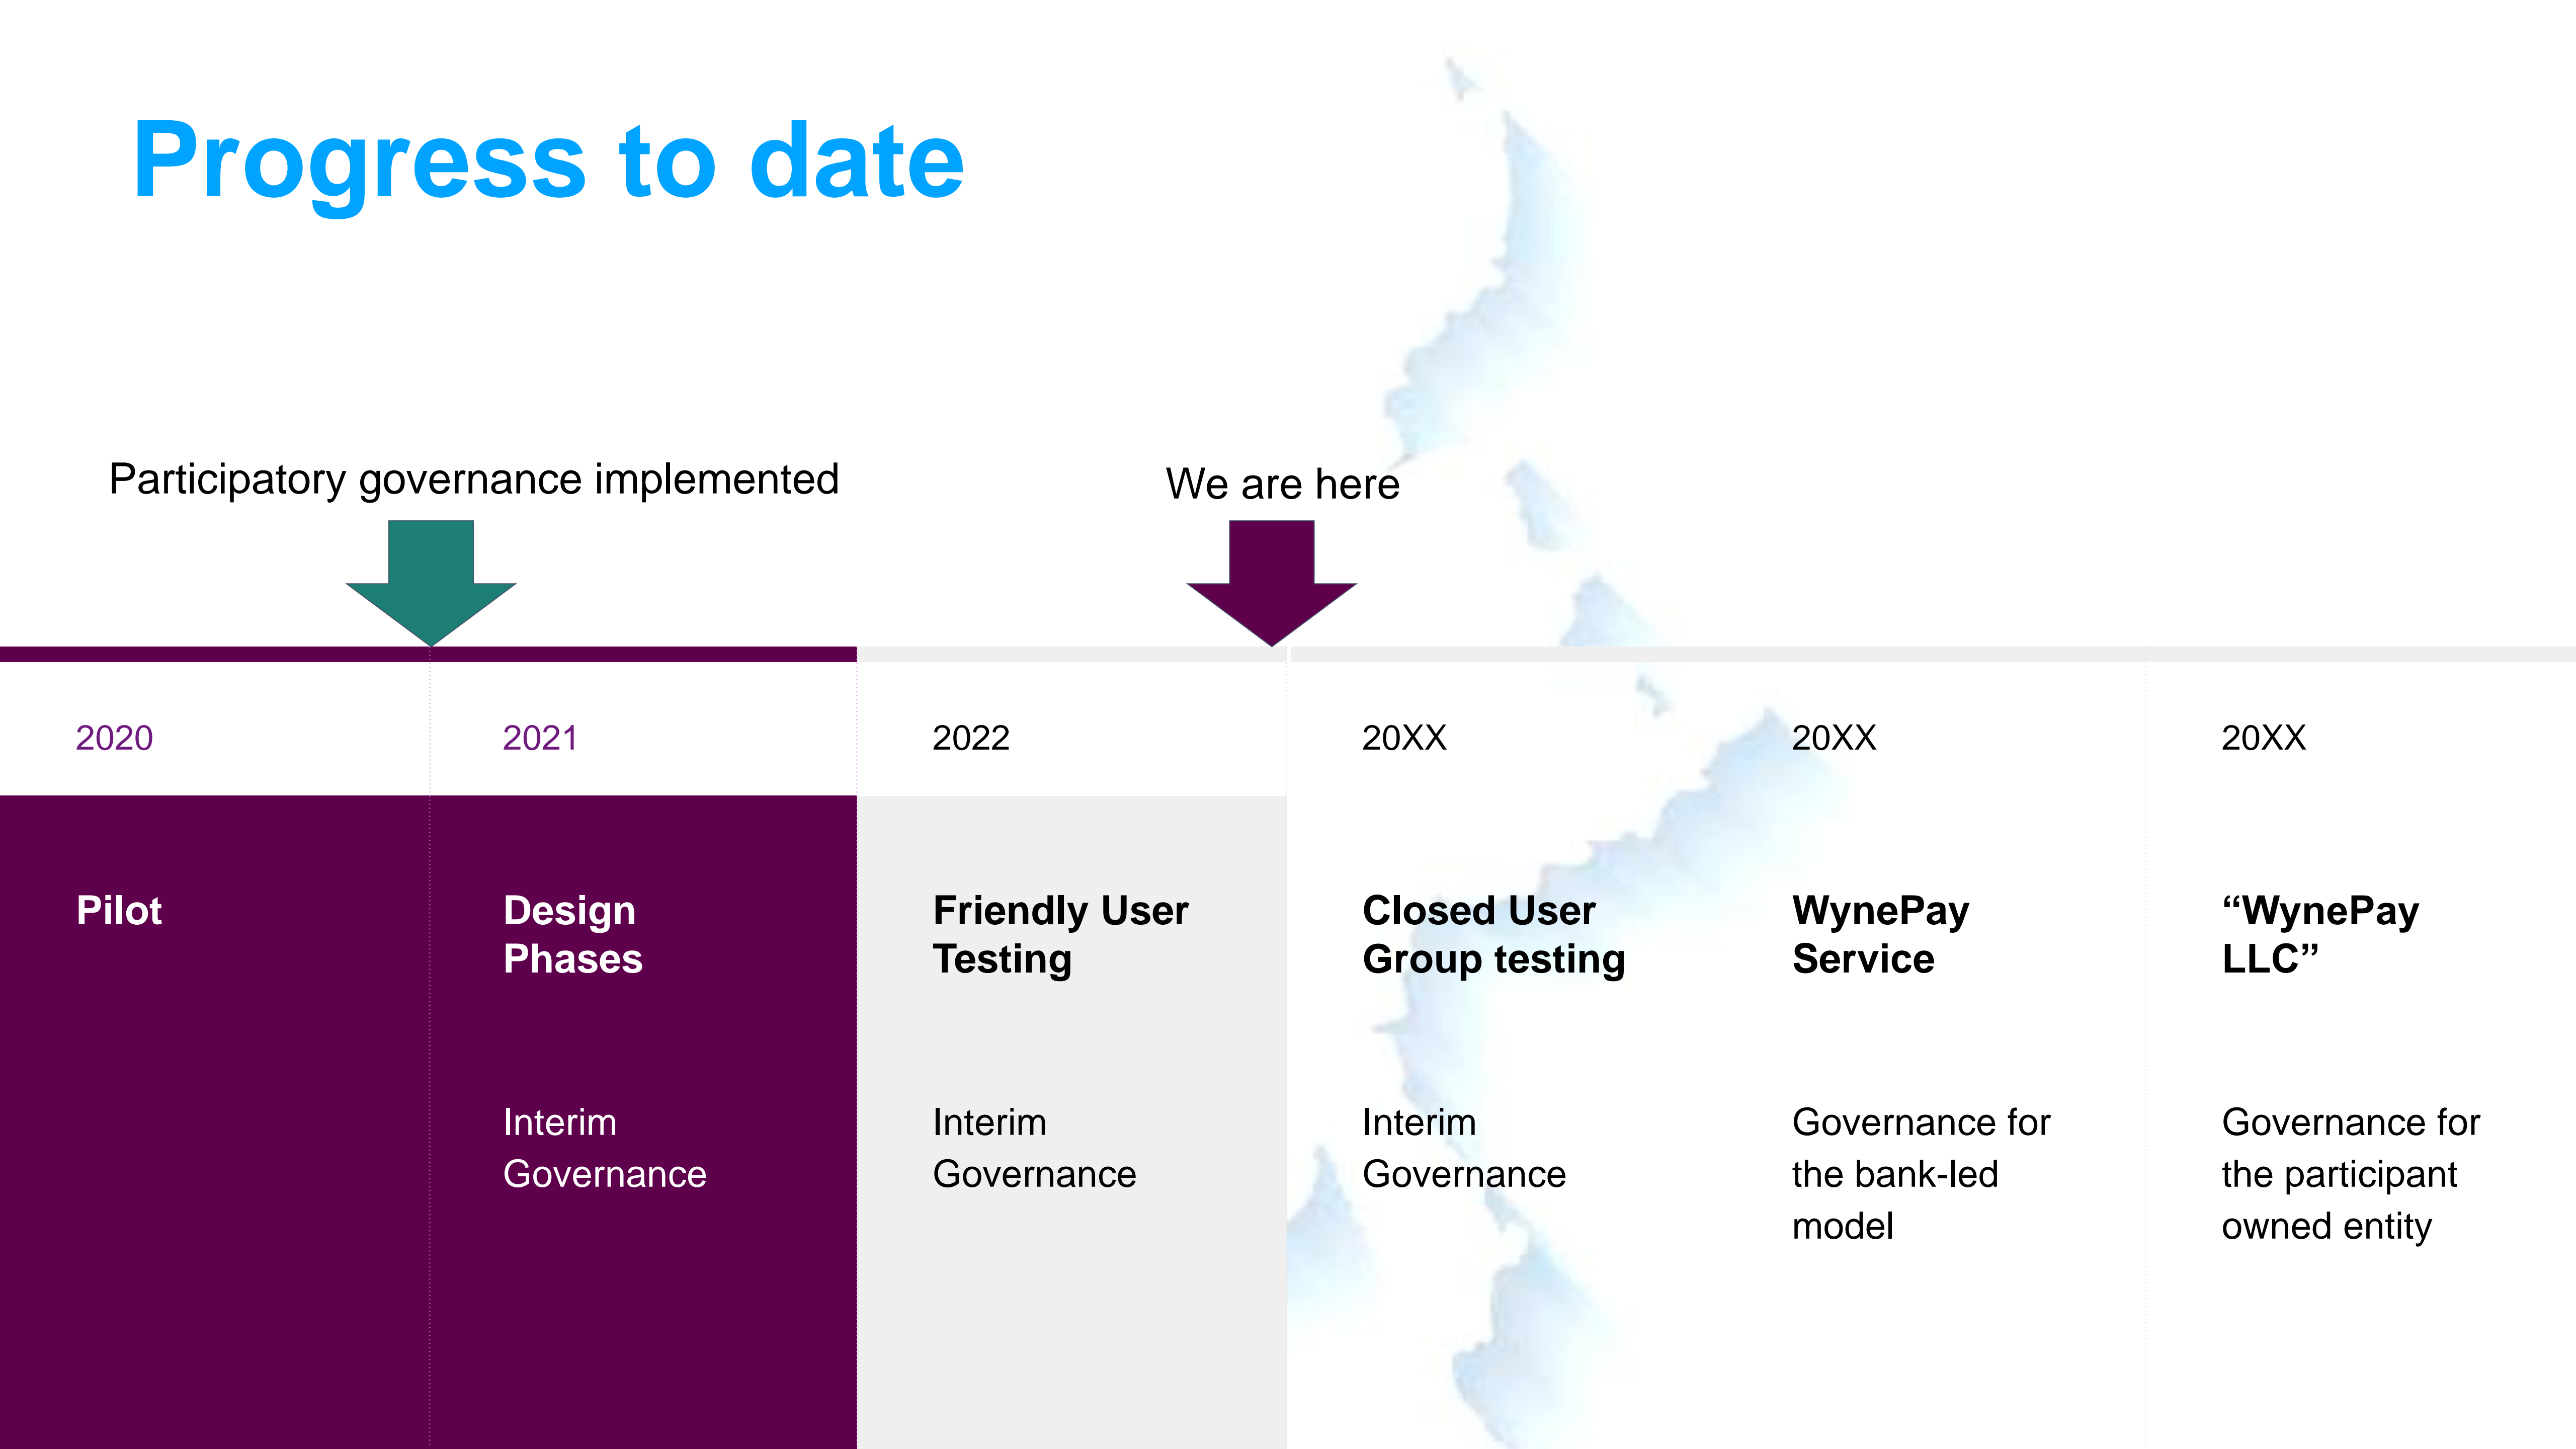 Progress to date
Participatory governance implemented
We are here
2020
2021
2022
20XX
20XX
20XX
Pilot
Design
Phases
Friendly User
Testing
Closed User
Group testing
WynePay
Service
“WynePay
LLC”
Interim
Governance
Interim
Governance
Interim
Governance
Governance for
the bank-led
model
Governance for
the participant
owned entity